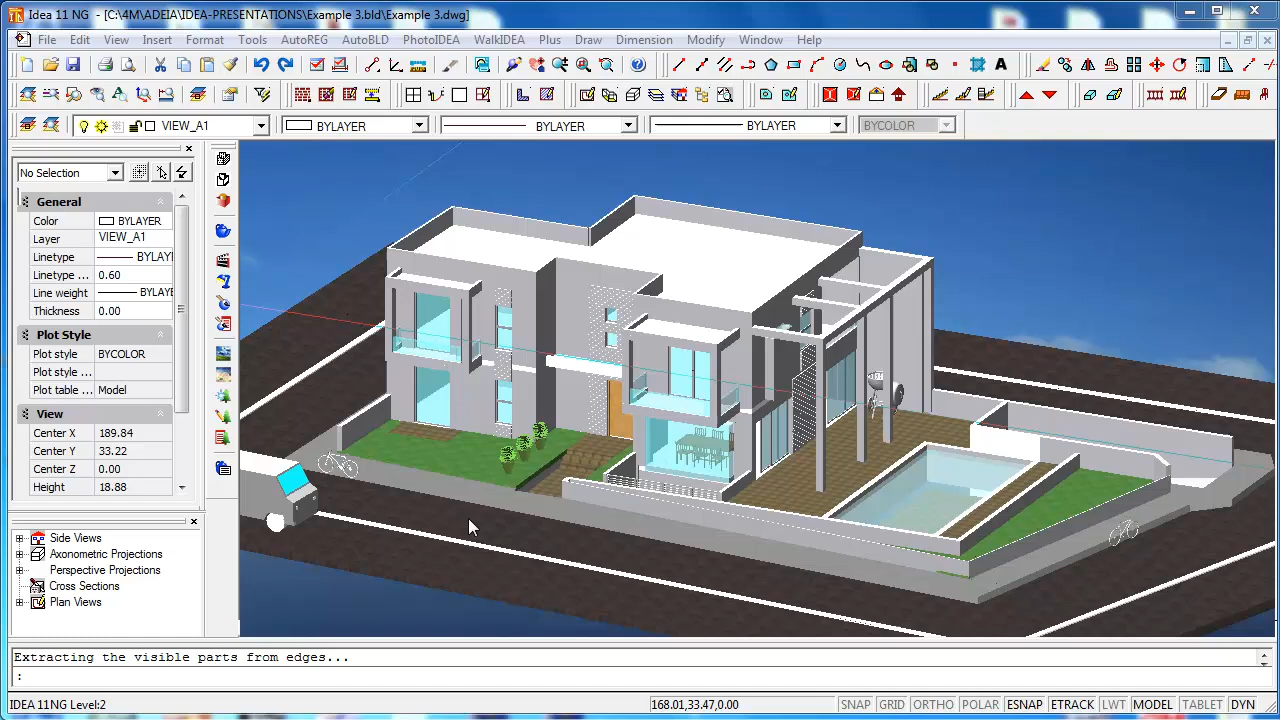 Idea 11 NG - [C:\4M\ADEIA\IDEA-PRESENTATIONS\Example 3.bld\Example 3.dwg]
File Edit View Insert Format Tools AutoREG AutoBLD PhotoIDEA WalkIDEA Plus Draw Dimension Modify Window Help
VIEW_A1 BYLAYER BYLAYER BYLAYER BYCOLOR
No Selection
General
Color BYLAYER
Layer VIEW_A1
Linetype BYLAYE
Linetype ... 0.60
Line weight BYLAYE
Thickness 0.00
Plot Style
Plot style BYCOLOR
Plot style ...
Plot table ... Model
View
Center X 189.84
Center Y 33.22
Center Z 0.00
Height 18.88
Side Views
Axonometric Projections
Perspective Projections
Cross Sections
Plan Views
Extracting the visible parts from edges...
:
IDEA 11NG Level:2 168.01,33.47,0.00 SNAP GRID ORTHO POLAR ESNAP ETRACK LWT MODEL TABLET DYN